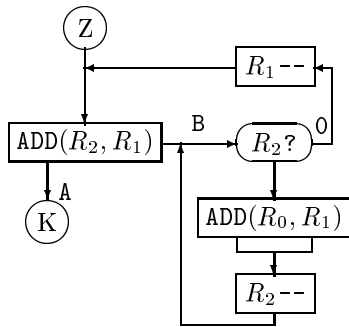 Z
R₁--
ADD(R₂, R₁)
B
R₂?
0
A
K
ADD(R₀, R₁)
R₂--